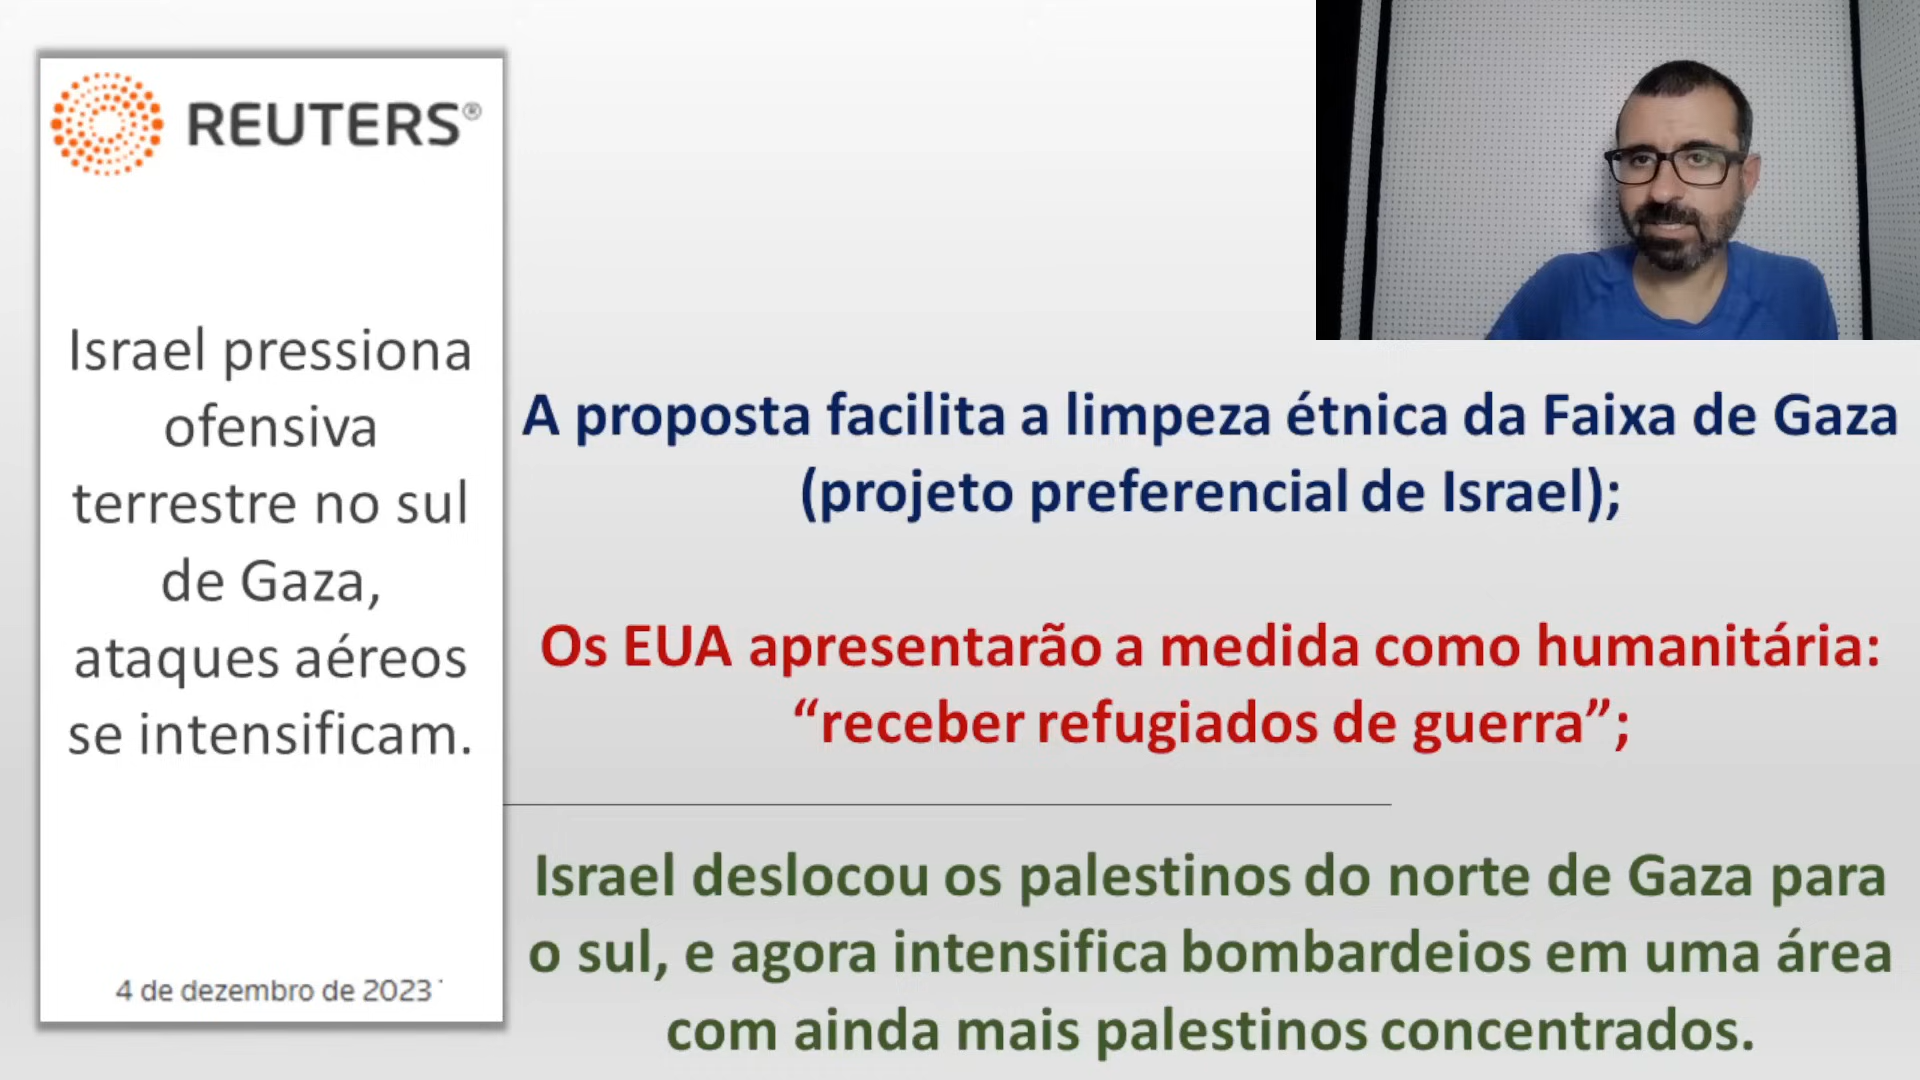 REUTERS®
Israel pressiona
ofensiva
terrestre no sul
de Gaza,
ataques aéreos
se intensificam.
4 de dezembro de 2023
A proposta facilita a limpeza étnica da Faixa de Gaza
(projeto preferencial de Israel);
Os EUA apresentarão a medida como humanitária:
“receber refugiados de guerra”;
Israel deslocou os palestinos do norte de Gaza para
o sul, e agora intensifica bombardeios em uma área
com ainda mais palestinos concentrados.